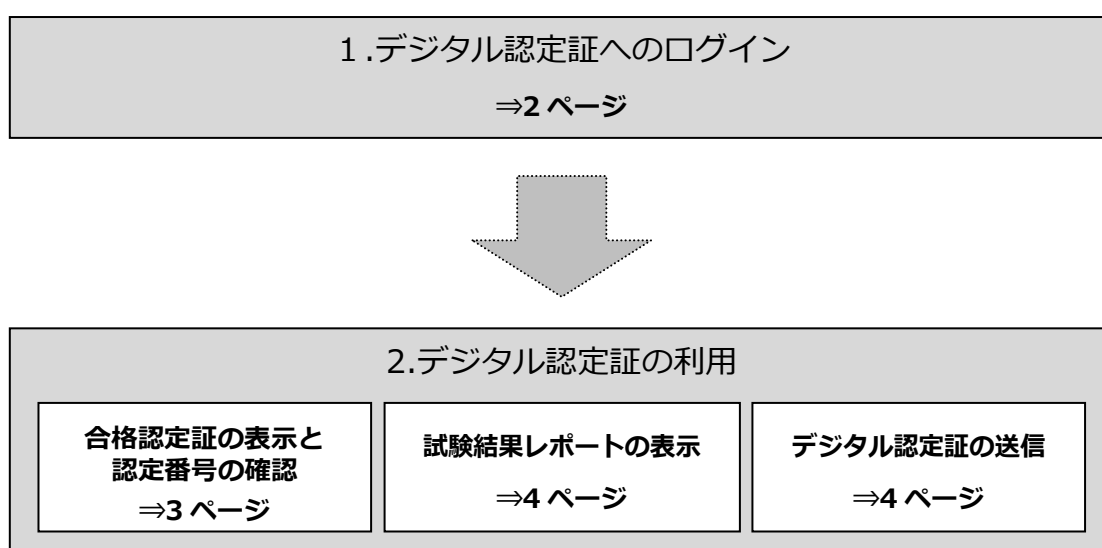 １.デジタル認定証へのログイン
⇒2 ページ
2.デジタル認定証の利用
合格認定証の表示と
認定番号の確認
⇒3 ページ
試験結果レポートの表示
⇒4 ページ
デジタル認定証の送信
⇒4 ページ